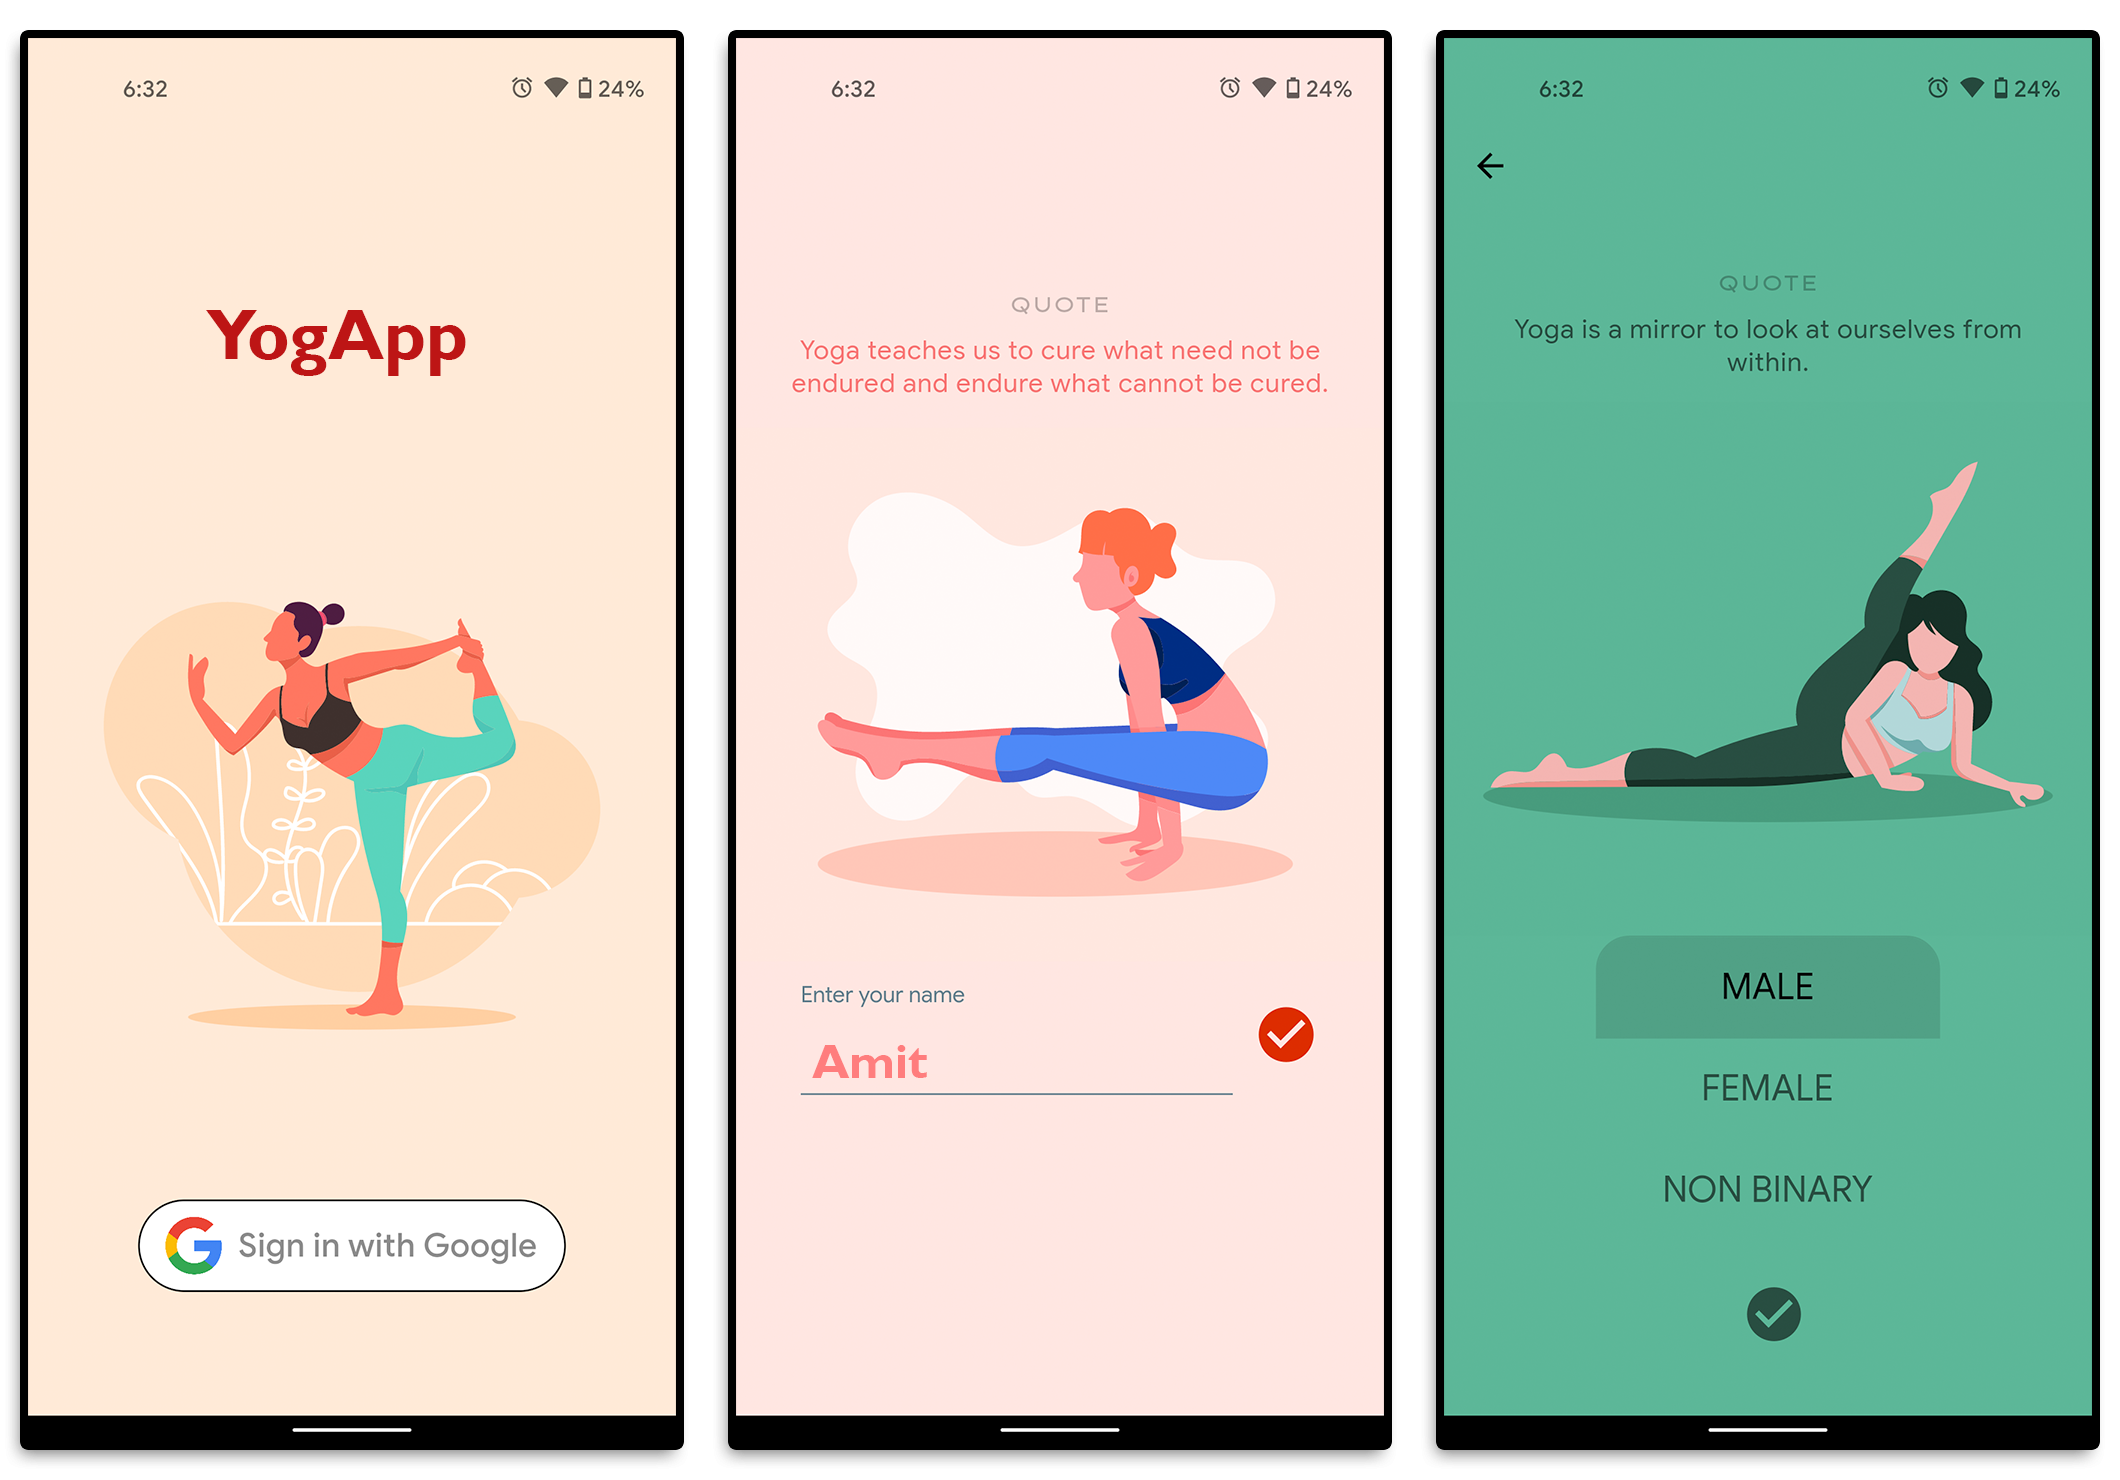 6:32
24%
YogApp
Sign in with Google
6:32
24%
QUOTE
Yoga teaches us to cure what need not be
endured and endure what cannot be cured.
Enter your name
Amit
6:32
24%
QUOTE
Yoga is a mirror to look at ourselves from
within.
MALE
FEMALE
NON BINARY